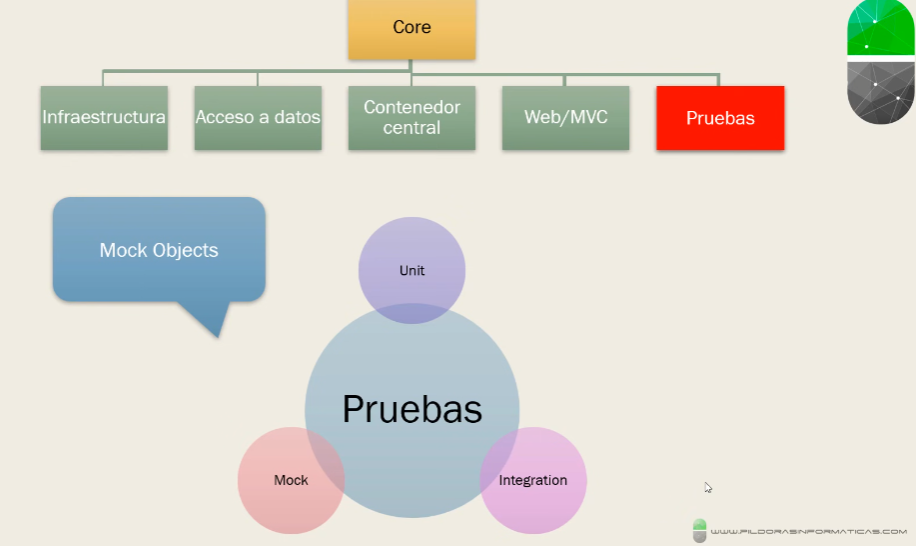 Core
Infraestructura
Acceso a datos
Contenedor
central
Web/MVC
Pruebas
Mock Objects
Unit
Pruebas
Mock
Integration
WWW.PILDORASINFORMATICAS.COM